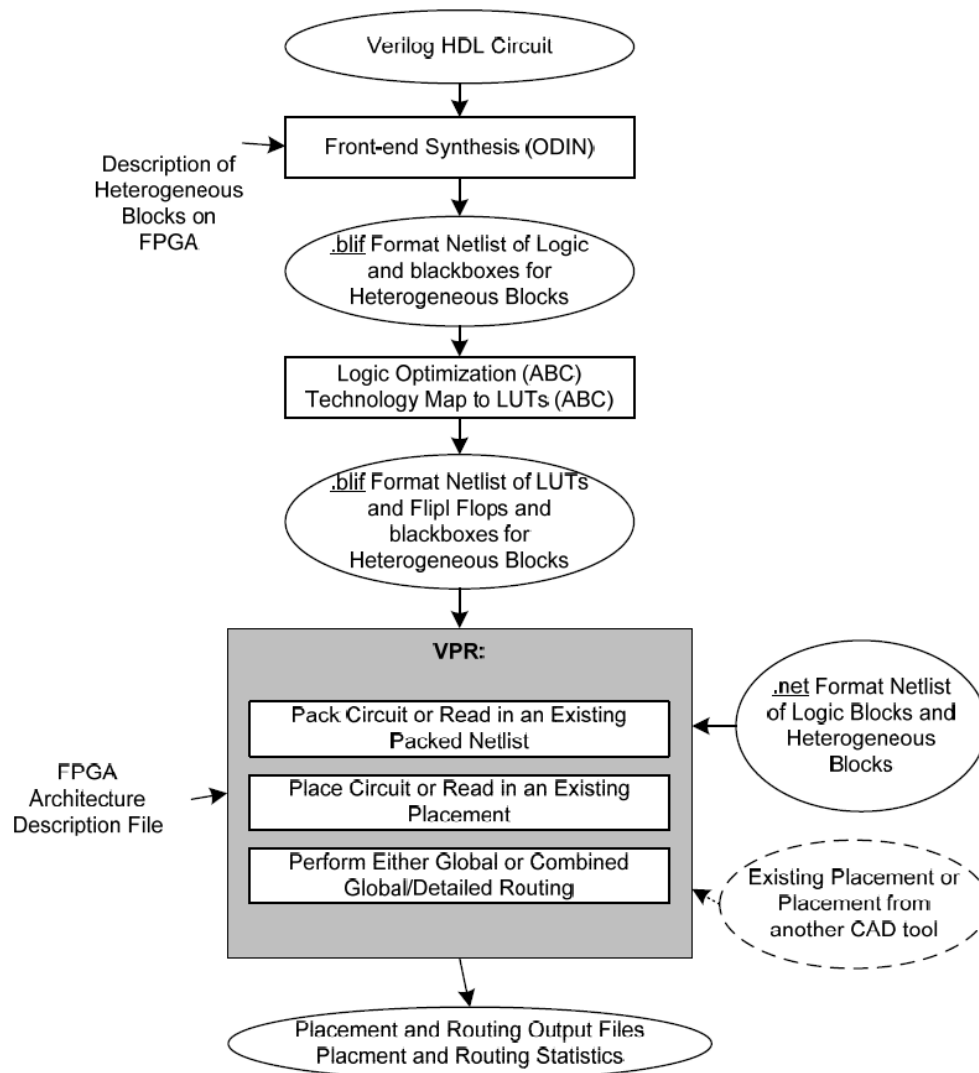 Verilog HDL Circuit
Front-end Synthesis (ODIN)
Description of
Heterogeneous
Blocks on
FPGA
.blif Format Netlist of Logic
and blackboxes for
Heterogeneous Blocks
Logic Optimization (ABC)
Technology Map to LUTs (ABC)
.blif Format Netlist of LUTs
and Flipl Flops and
blackboxes for
Heterogeneous Blocks
VPR:
Pack Circuit or Read in an Existing
Packed Netlist
.net Format Netlist
of Logic Blocks and
Heterogeneous
Blocks
FPGA
Architecture
Description File
Place Circuit or Read in an Existing
Placement
Perform Either Global or Combined
Global/Detailed Routing
Existing Placement or
Placement from
another CAD tool
Placement and Routing Output Files
Placment and Routing Statistics